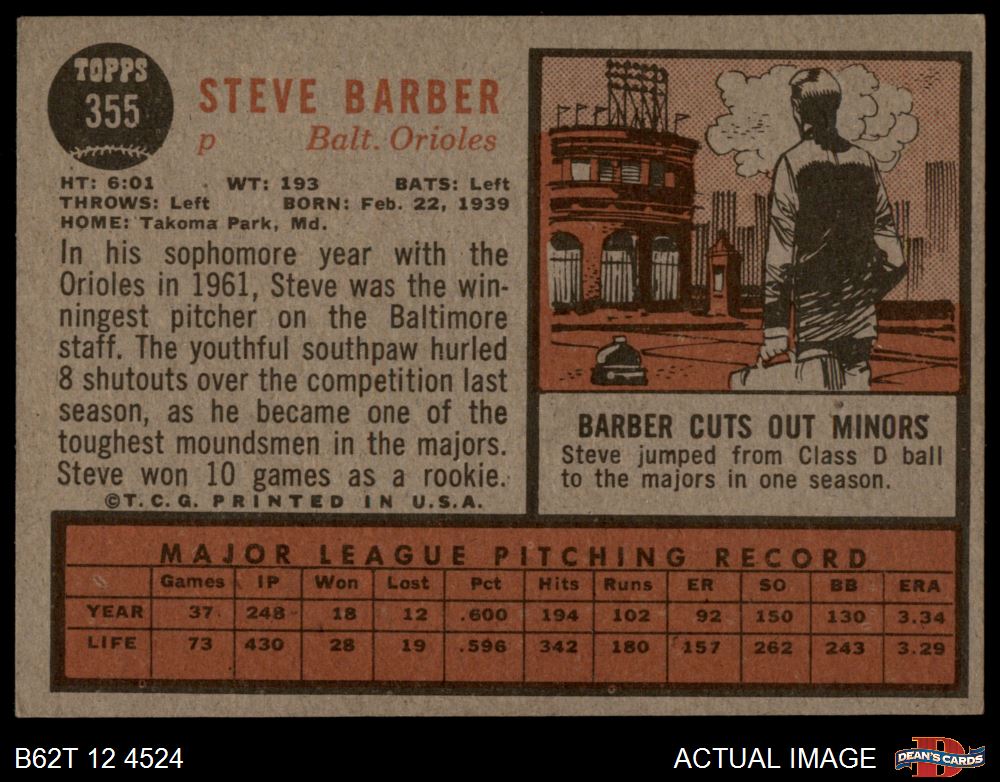 TOPPS
355
STEVE BARBER
p Balt. Orioles
HT: 6:01 WT: 193 BATS: Left
THROWS: Left BORN: Feb. 22, 1939
HOME: Takoma Park, Md.
In his sophomore year with the
Orioles in 1961, Steve was the win-
ningest pitcher on the Baltimore
staff. The youthful southpaw hurled
8 shutouts over the competition last
season, as he became one of the
toughest moundsmen in the majors.
Steve won 10 games as a rookie.
©T.C.G. PRINTED IN U.S.A.
BARBER CUTS OUT MINORS
Steve jumped from Class D ball
to the majors in one season.
MAJOR LEAGUE PITCHING RECORD
Games IP Won Lost Pct Hits Runs ER SO BB ERA
YEAR 37 248 18 12 .600 194 102 92 150 130 3.34
LIFE 73 430 28 19 .596 342 180 157 262 243 3.29
B62T 12 4524
ACTUAL IMAGE
D
DEAN'S CARDS